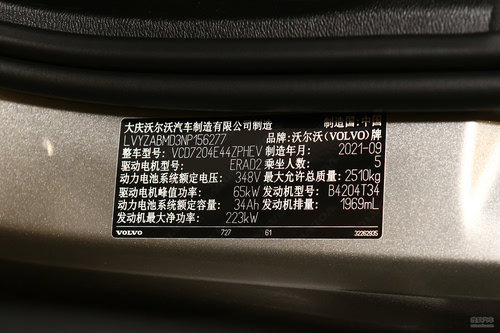 大庆沃尔沃汽车制造有限公司制造 制造国:中国
LVYZABMD3NP156277 品牌:沃尔沃(VOLVO)牌
整车型号: VCD7204E44ZPHEV 制造年月: 2021-09
驱动电机型号: ERAD2 乘坐人数: 5
动力电池系统额定电压: 348V 最大允许总质量: 2510kg
驱动电机峰值功率: 65kW 发动机型号: B4204T34
动力电池系统额定容量: 34Ah 发动机排量: 1969mL
发动机最大净功率: 223kW
VOLVO 727 61 32262935